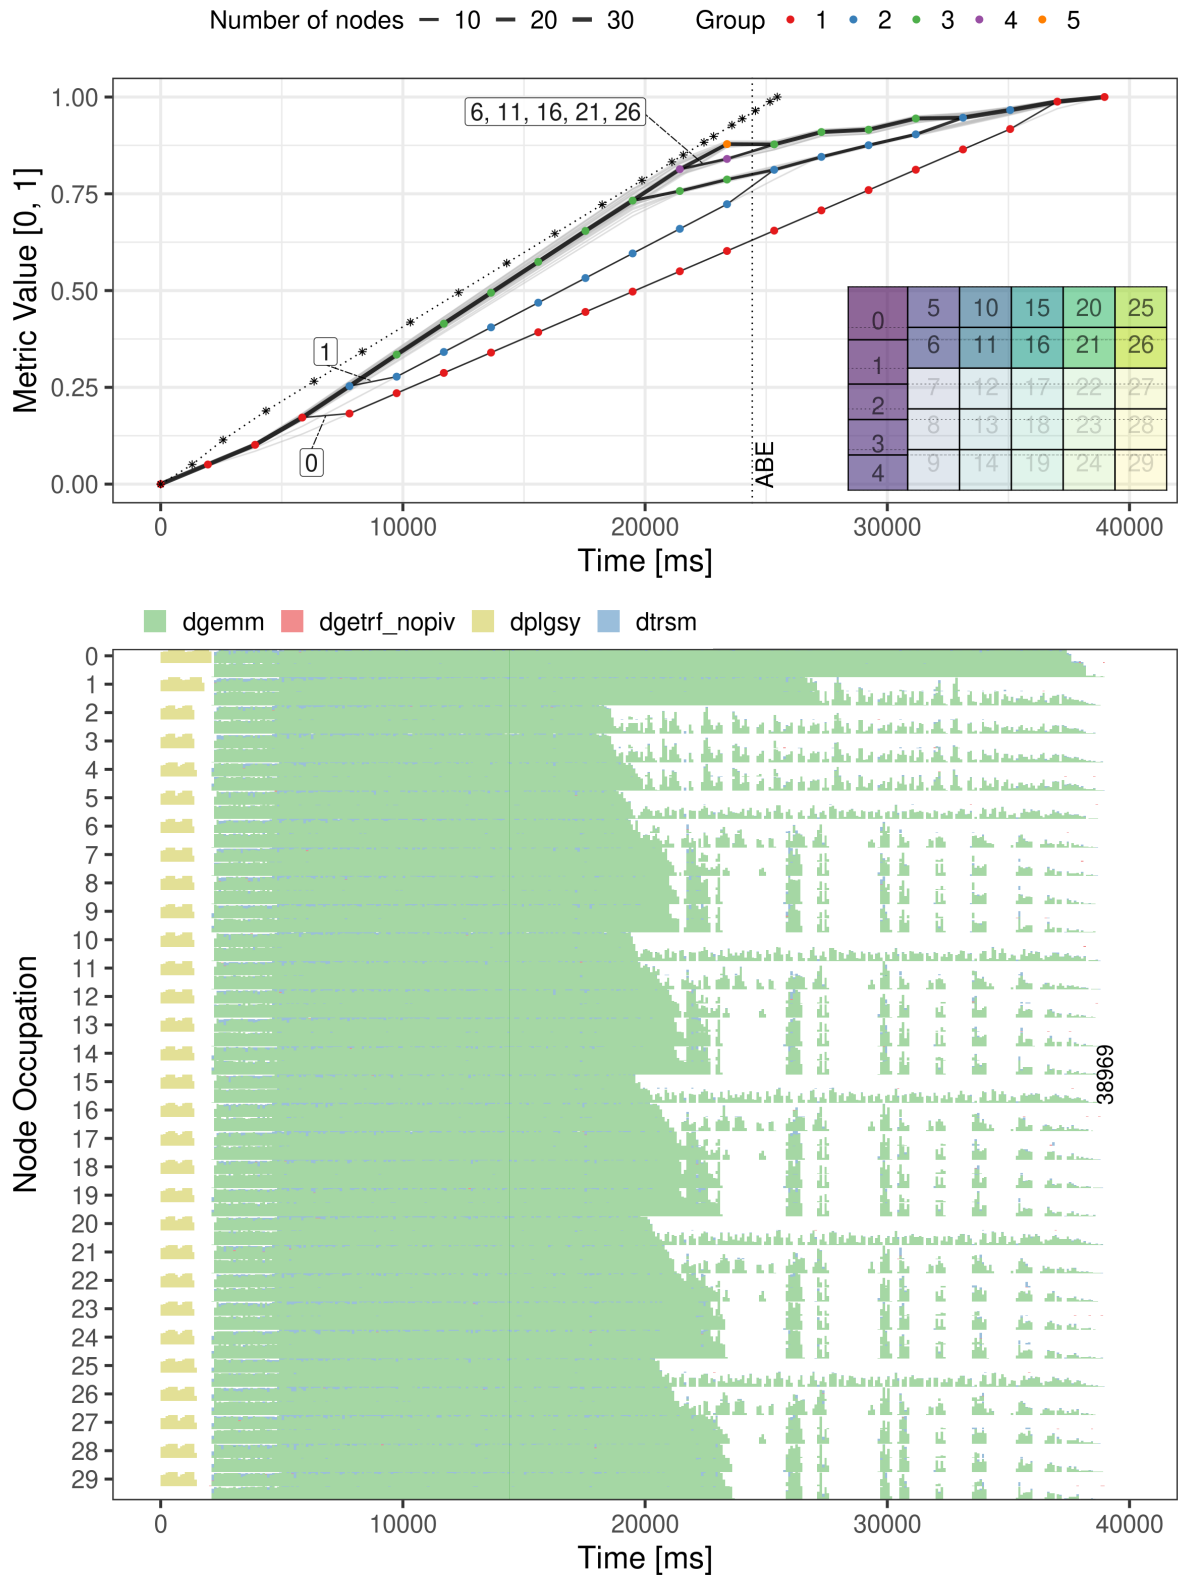 Number of nodes 10 20 30 Group 1 2 3 4 5
Metric Value [0, 1]
1.00
0.75
0.50
0.25
0.00
6, 11, 16, 21, 26
1
0
ABE
0 5 10 15 20 25
1 6 11 16 21 26
2 7 12 17 22 27
3 8 13 18 23 28
4 9 14 19 24 29
0 10000 20000 30000 40000
Time [ms]
dgemm dgetrf_nopiv dplgsy dtrsm
Node Occupation
0
1
2
3
4
5
6
7
8
9
10
11
12
13
14
15
16
17
18
19
20
21
22
23
24
25
26
27
28
29
38969
0 10000 20000 30000 40000
Time [ms]